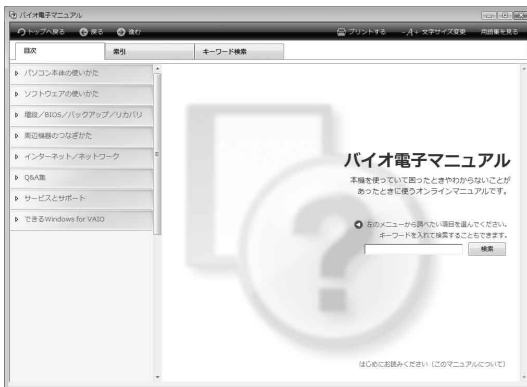 バイオ電子マニュアル
トップへ戻る 戻る 進む プリントする -A+ 文字サイズ変更 用語集を見る
目次 索引 キーワード検索
パソコン本体の使いかた
ソフトウェアの使いかた
増設/BIOS/バックアップ/リカバリ
周辺機器のつなぎかた
インターネット/ネットワーク
Q&A集
サービスとサポート
できるWindows for VAIO
バイオ電子マニュアル
本機を使っていて困ったときやわからないことが
あったときに使うオンラインマニュアルです。
左のメニューから調べたい項目を選んでください。
キーワードを入れて検索することもできます。
検索
はじめにお読みください(このマニュアルについて)